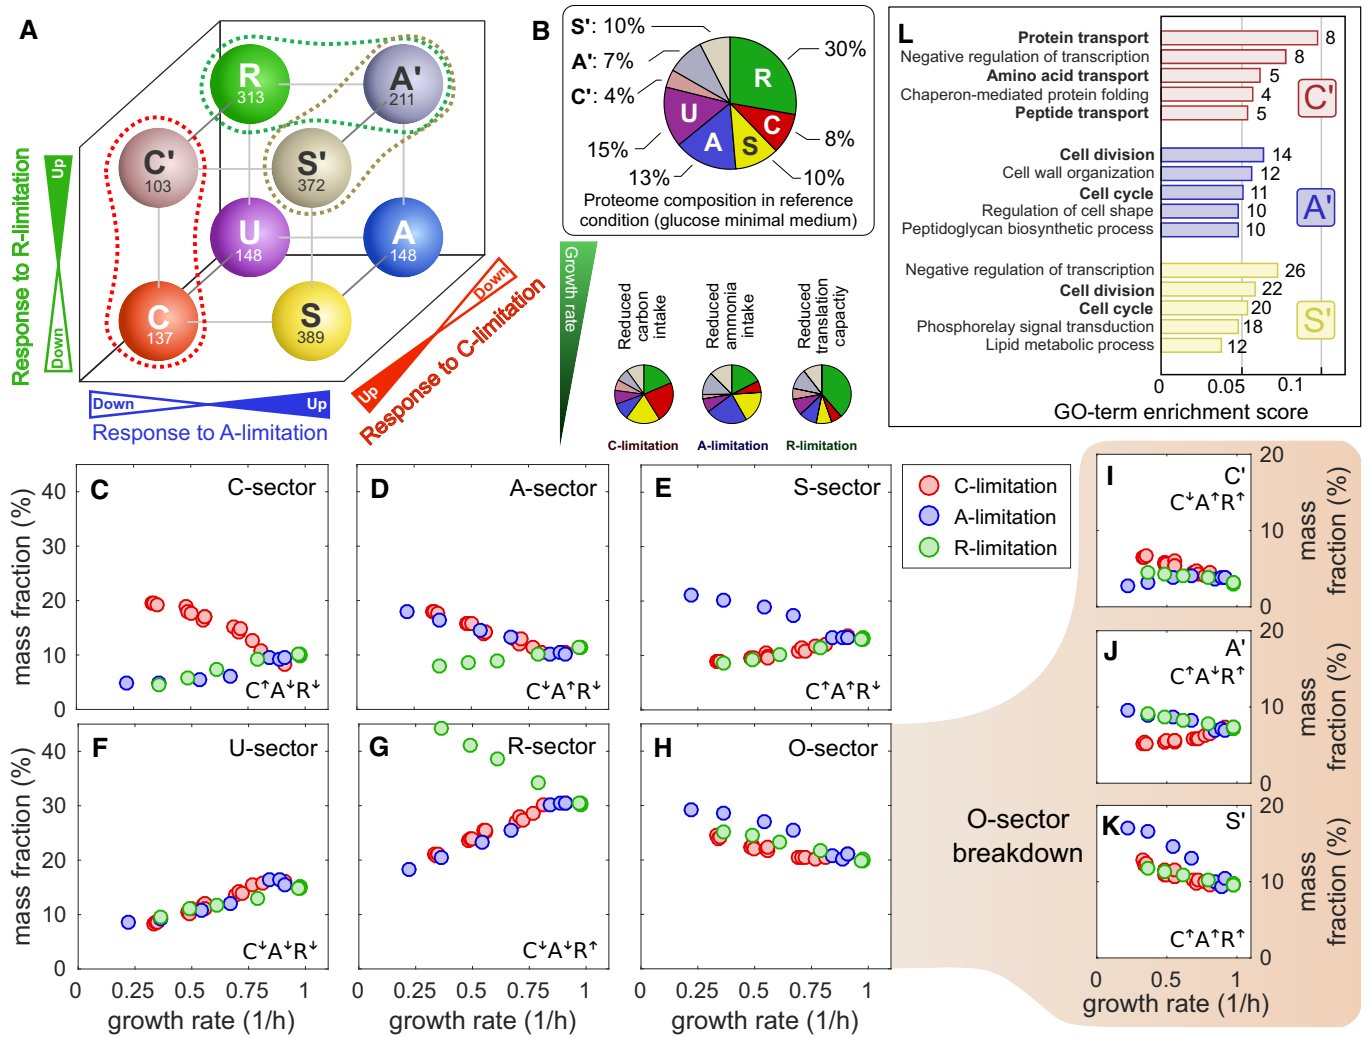 A
R
313
A'
211
C'
103
S'
372
U
148
A
148
C
137
S
389
Response to R-limitation
Up
Down
Down
Up
Response to A-limitation
Up
Down
Response to C-limitation
B
S': 10%
A': 7%
C': 4%
15%
13%
10%
8%
30%
R
C
S
A
U
Proteome composition in reference
condition (glucose minimal medium)
Growth rate
Reduced
carbon
intake
Reduced
ammonia
intake
Reduced
translation
capactiy
C-limitation
A-limitation
R-limitation
L
Protein transport 8
Negative regulation of transcription 8
Amino acid transport 5
Chaperon-mediated protein folding 4
Peptide transport 5
C'
Cell division 14
Cell wall organization 12
Cell cycle 11
Regulation of cell shape 10
Peptidoglycan biosynthetic process 10
A'
Negative regulation of transcription 26
Cell division 22
Cell cycle 20
Phosphorelay signal transduction 18
Lipid metabolic process 12
S'
0 0.05 0.1
GO-term enrichment score
C
C-sector
C↑A↓R↓
40
30
20
10
0
mass fraction (%)
D
A-sector
C↓A↑R↓
E
S-sector
C↑A↑R↓
C-limitation
A-limitation
R-limitation
F
U-sector
C↓A↓R↓
40
30
20
10
0
mass fraction (%)
0 0.25 0.5 0.75 1
growth rate (1/h)
G
R-sector
C↓A↓R↑
0 0.25 0.5 0.75 1
growth rate (1/h)
H
O-sector
0 0.25 0.5 0.75 1
growth rate (1/h)
O-sector
breakdown
I
C'
C↓A↑R↑
20
10
0
mass
fraction (%)
J
A'
C↑A↓R↑
20
10
0
mass
fraction (%)
K
S'
C↑A↑R↑
20
10
0
mass
fraction (%)
0 0.5 1
growth rate (1/h)